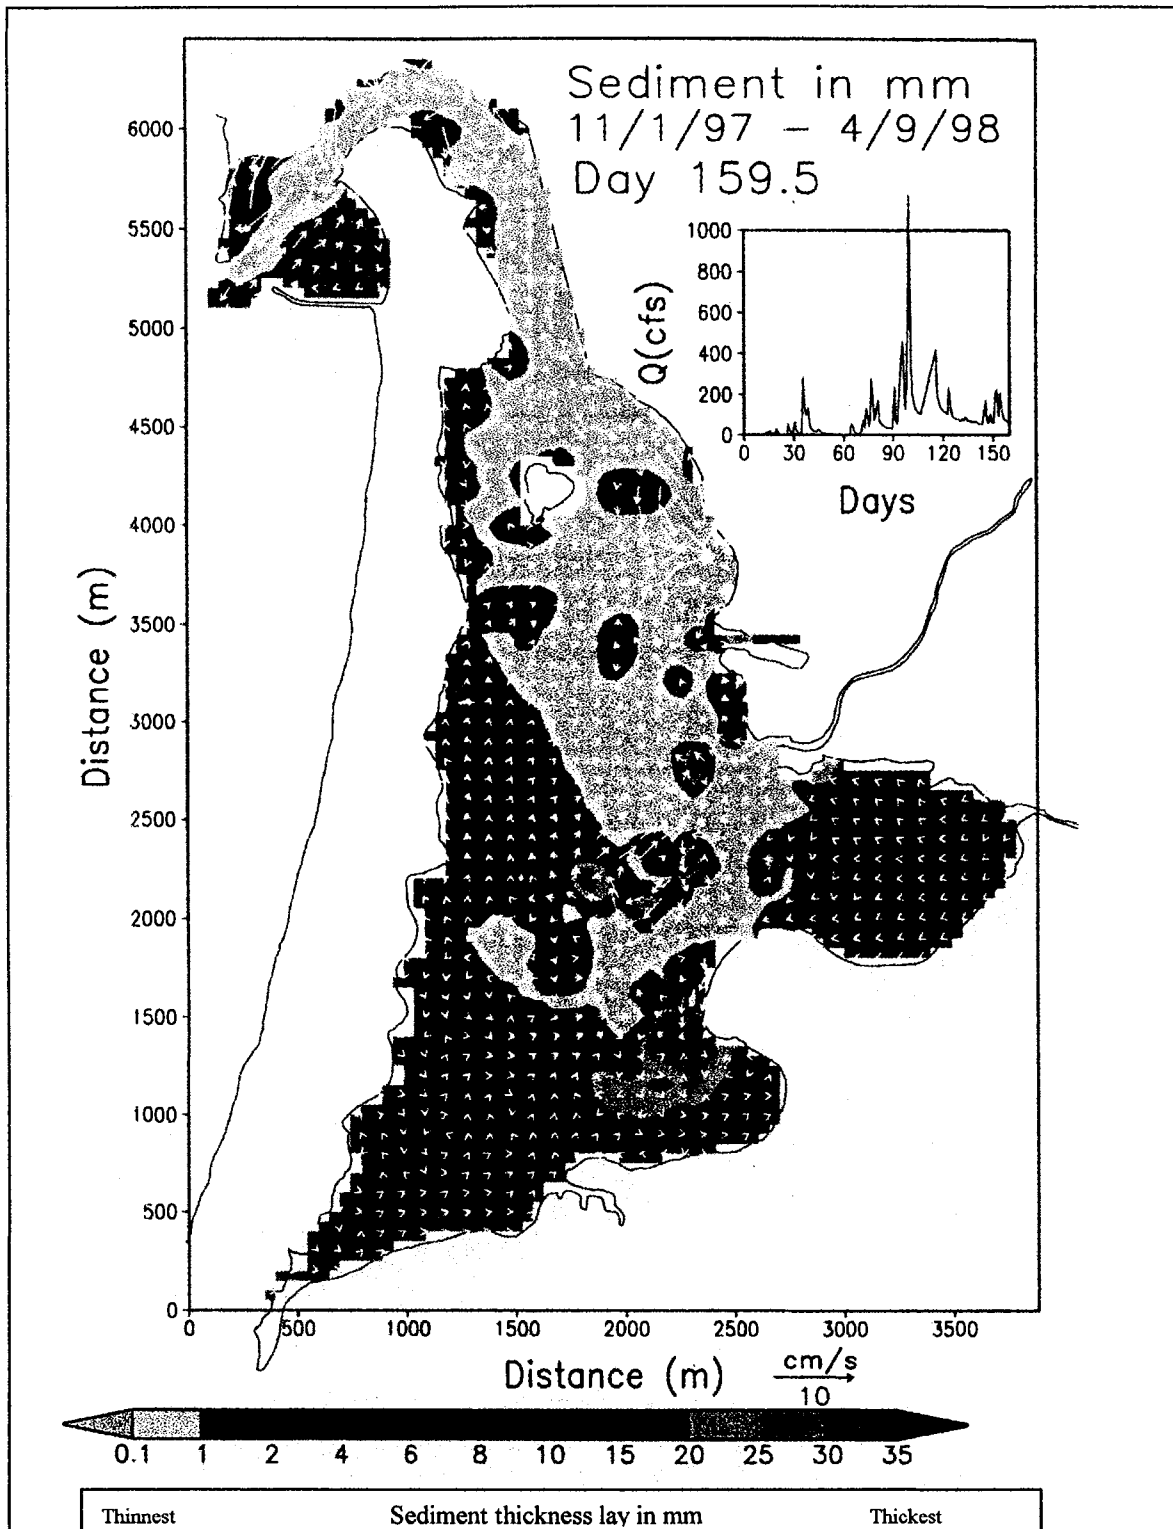 Sediment in mm
11/1/97 - 4/9/98
Day 159.5
6000
5500
5000
4500
4000
3500
3000
2500
2000
1500
1000
500
0
Distance (m)
1000
800
600
400
200
0
Q(cfs)
0 30 60 90 120 150
Days
0 500 1000 1500 2000 2500 3000 3500
Distance (m)
cm/s
10
0.1 1 2 4 6 8 10 15 20 25 30 35
Thinnest Sediment thickness lay in mm Thickest